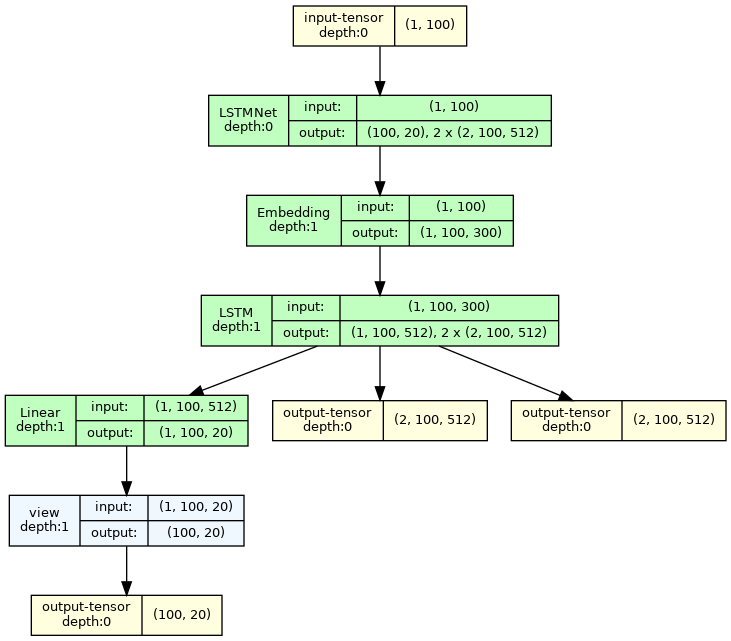 input-tensor
depth:0
(1, 100)
LSTMNet
depth:0
input:
(1, 100)
output:
(100, 20), 2 x (2, 100, 512)
Embedding
depth:1
input:
(1, 100)
output:
(1, 100, 300)
LSTM
depth:1
input:
(1, 100, 300)
output:
(1, 100, 512), 2 x (2, 100, 512)
Linear
depth:1
input:
(1, 100, 512)
output:
(1, 100, 20)
output-tensor
depth:0
(2, 100, 512)
output-tensor
depth:0
(2, 100, 512)
view
depth:1
input:
(1, 100, 20)
output:
(100, 20)
output-tensor
depth:0
(100, 20)